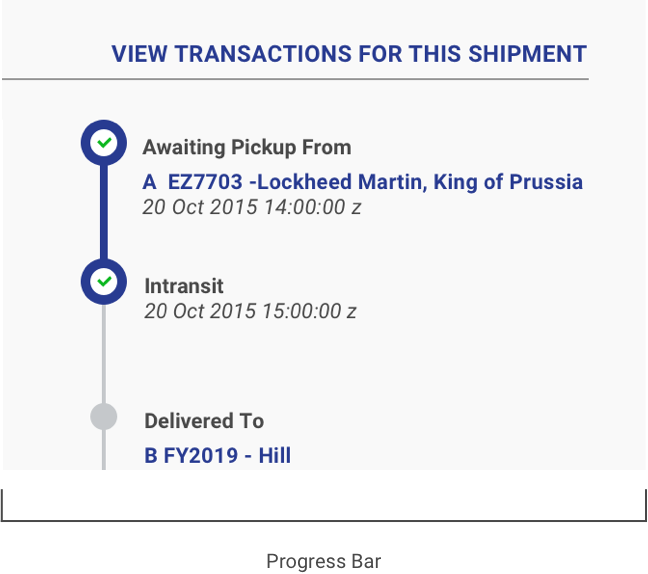 VIEW TRANSACTIONS FOR THIS SHIPMENT
Awaiting Pickup From
A  EZ7703 -Lockheed Martin, King of Prussia
20 Oct 2015 14:00:00 z
Intransit
20 Oct 2015 15:00:00 z
Delivered To
B FY2019 - Hill
Progress Bar